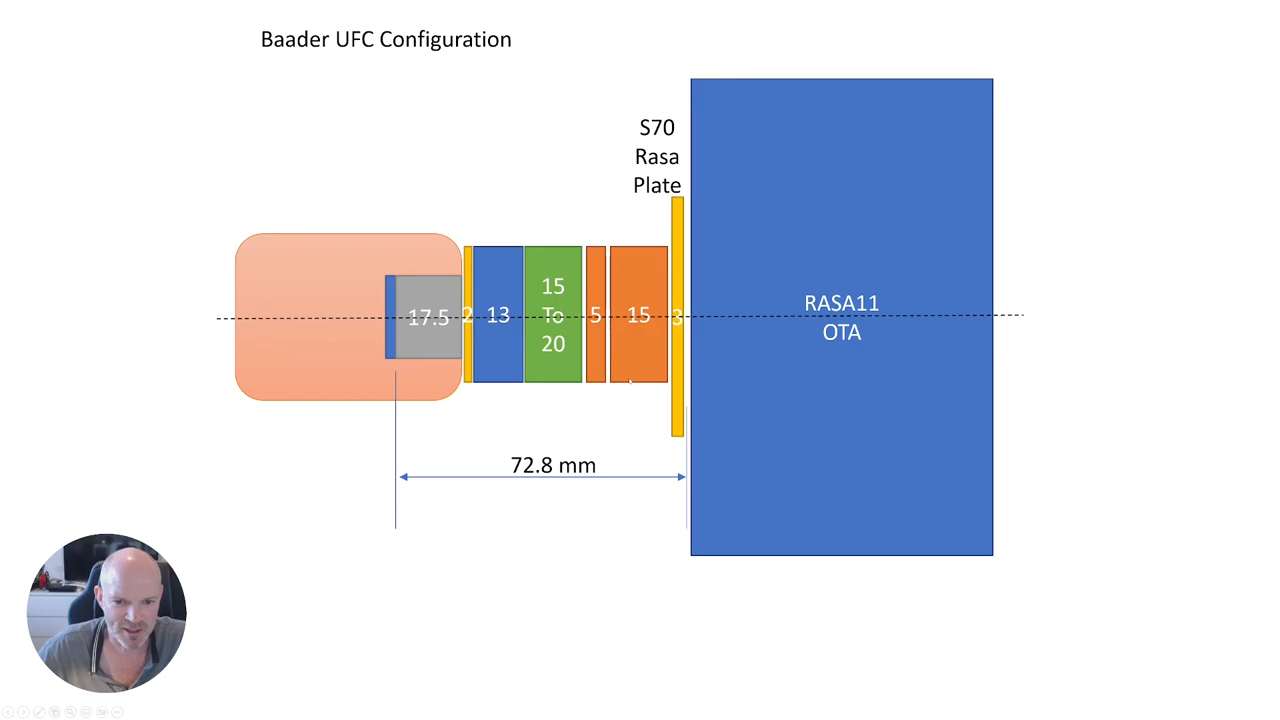 Baader UFC Configuration
S70
Rasa
Plate
17.5
2
13
15
To
20
5
15
3
RASA11
OTA
72.8 mm